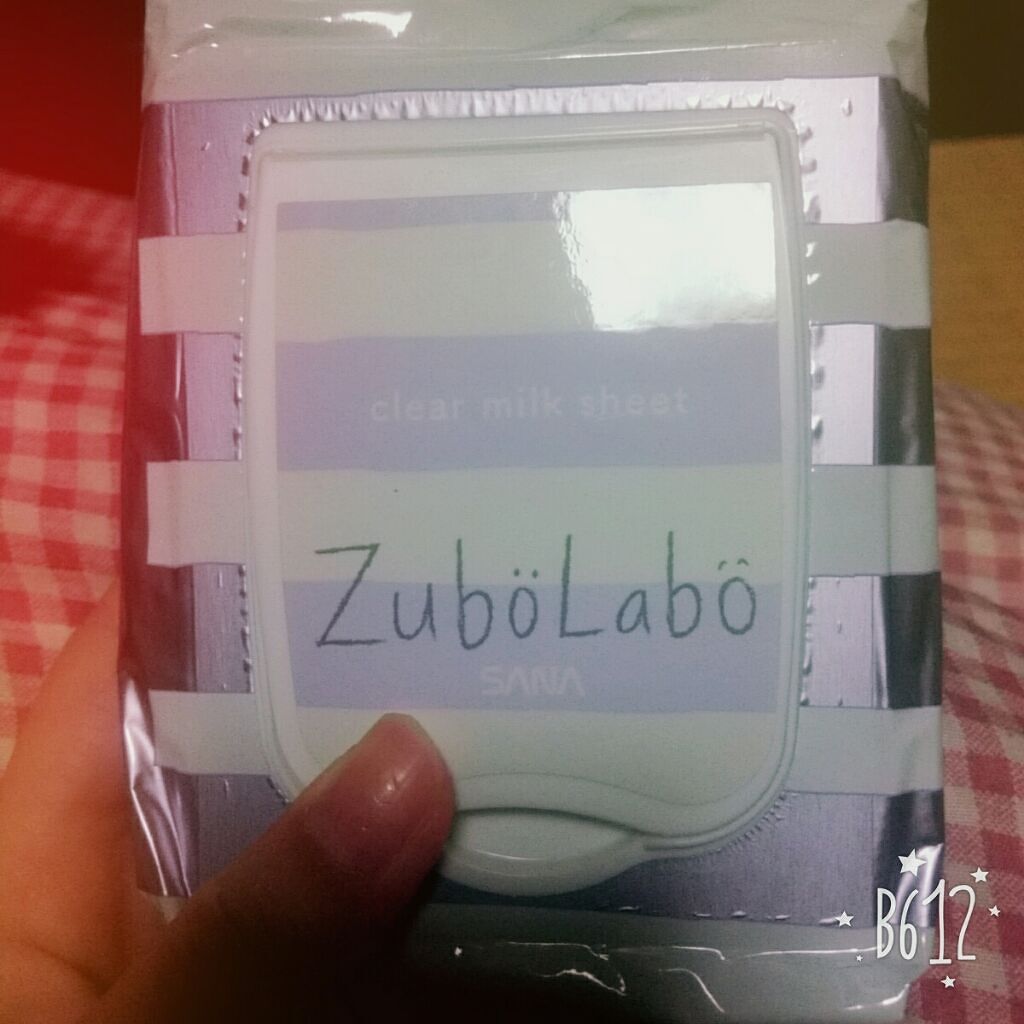 clear milk sheet
ZuböLabö
SANA
B612